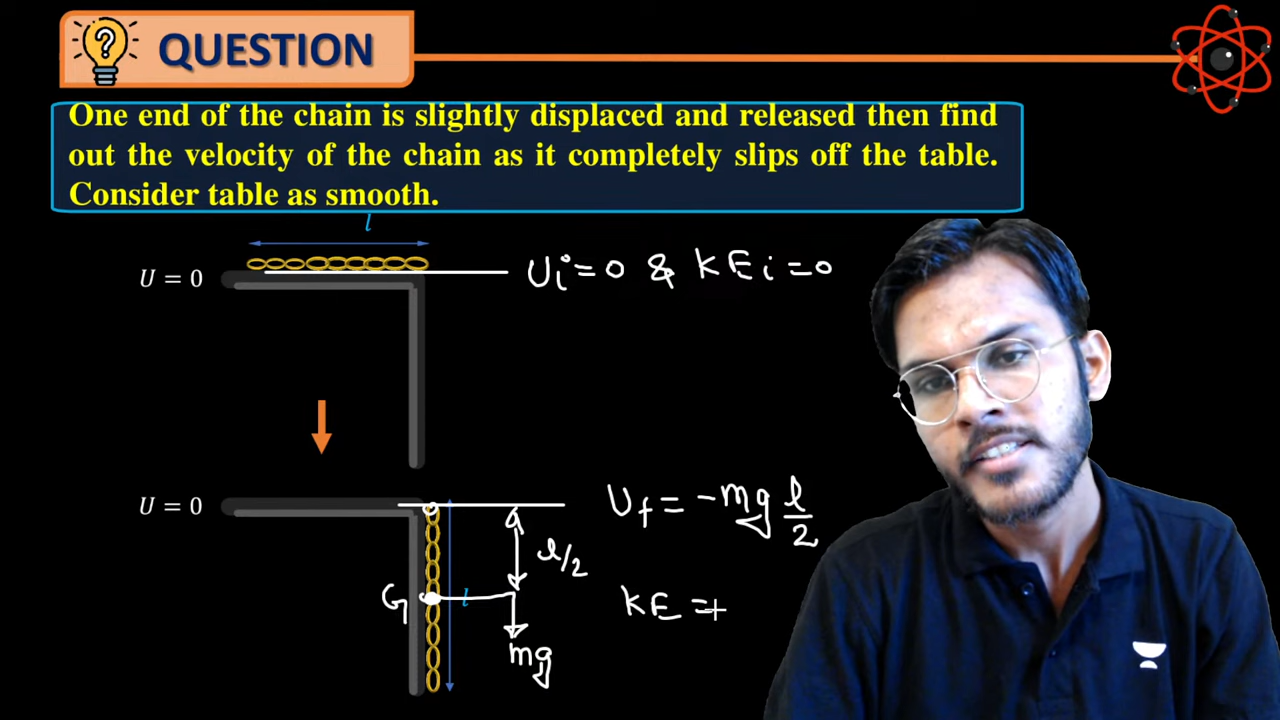 QUESTION
One end of the chain is slightly displaced and released then find
out the velocity of the chain as it completely slips off the table.
Consider table as smooth.
l
U = 0
Ui = 0 & KEi = 0
U = 0
Uf = -mg l/2
l/2
G
l
KE = +
mg